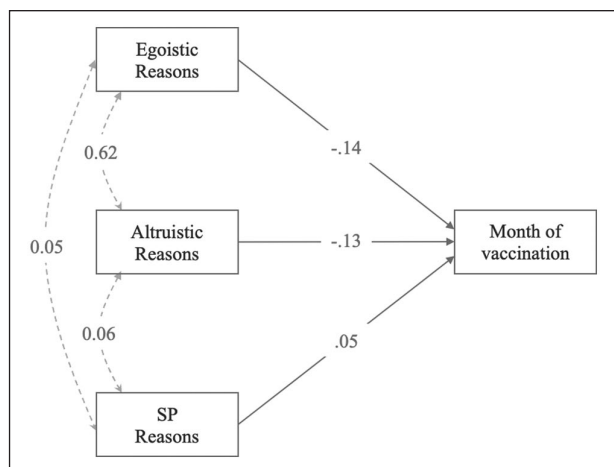 Egoistic
Reasons
-.14
0.62
Altruistic
Reasons
-.13
Month of
vaccination
0.05
0.06
.05
SP
Reasons